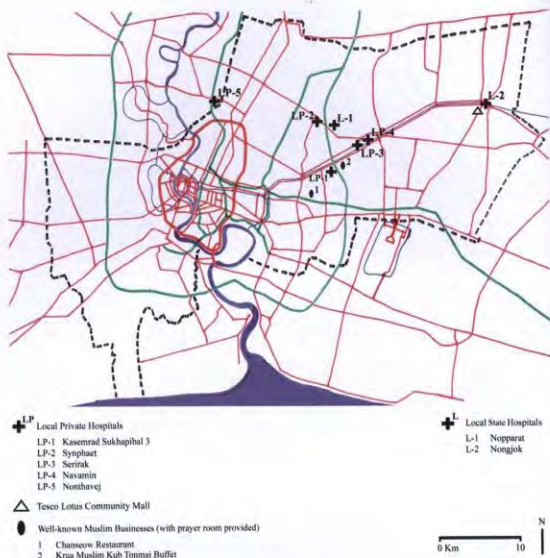 LP-5
LP-2
L-1
L-2
LP-4
LP-3
2
LP-1
1
LP
Local Private Hospitals
LP-1 Kasemrad Sukhapibal 3
LP-2 Synphaet
LP-3 Serirak
LP-4 Navamin
LP-5 Nonthavej
Tesco Lotus Community Mall
Well-known Muslim Businesses (with prayer room provided)
1 Chanseow Restaurant
2 Krua Muslim Kub Tonmai Buffet
L
Local State Hospitals
L-1 Nopparat
L-2 Nongjok
N
0 Km 10